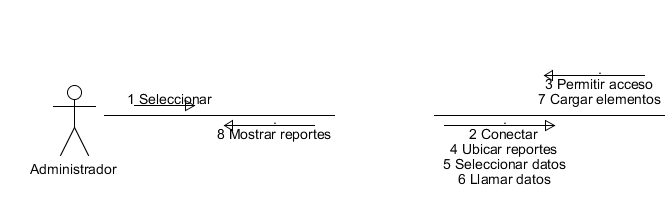 3 Permitir acceso
7 Cargar elementos
1 Seleccionar
8 Mostrar reportes
2 Conectar
4 Ubicar reportes
5 Seleccionar datos
6 Llamar datos
Administrador